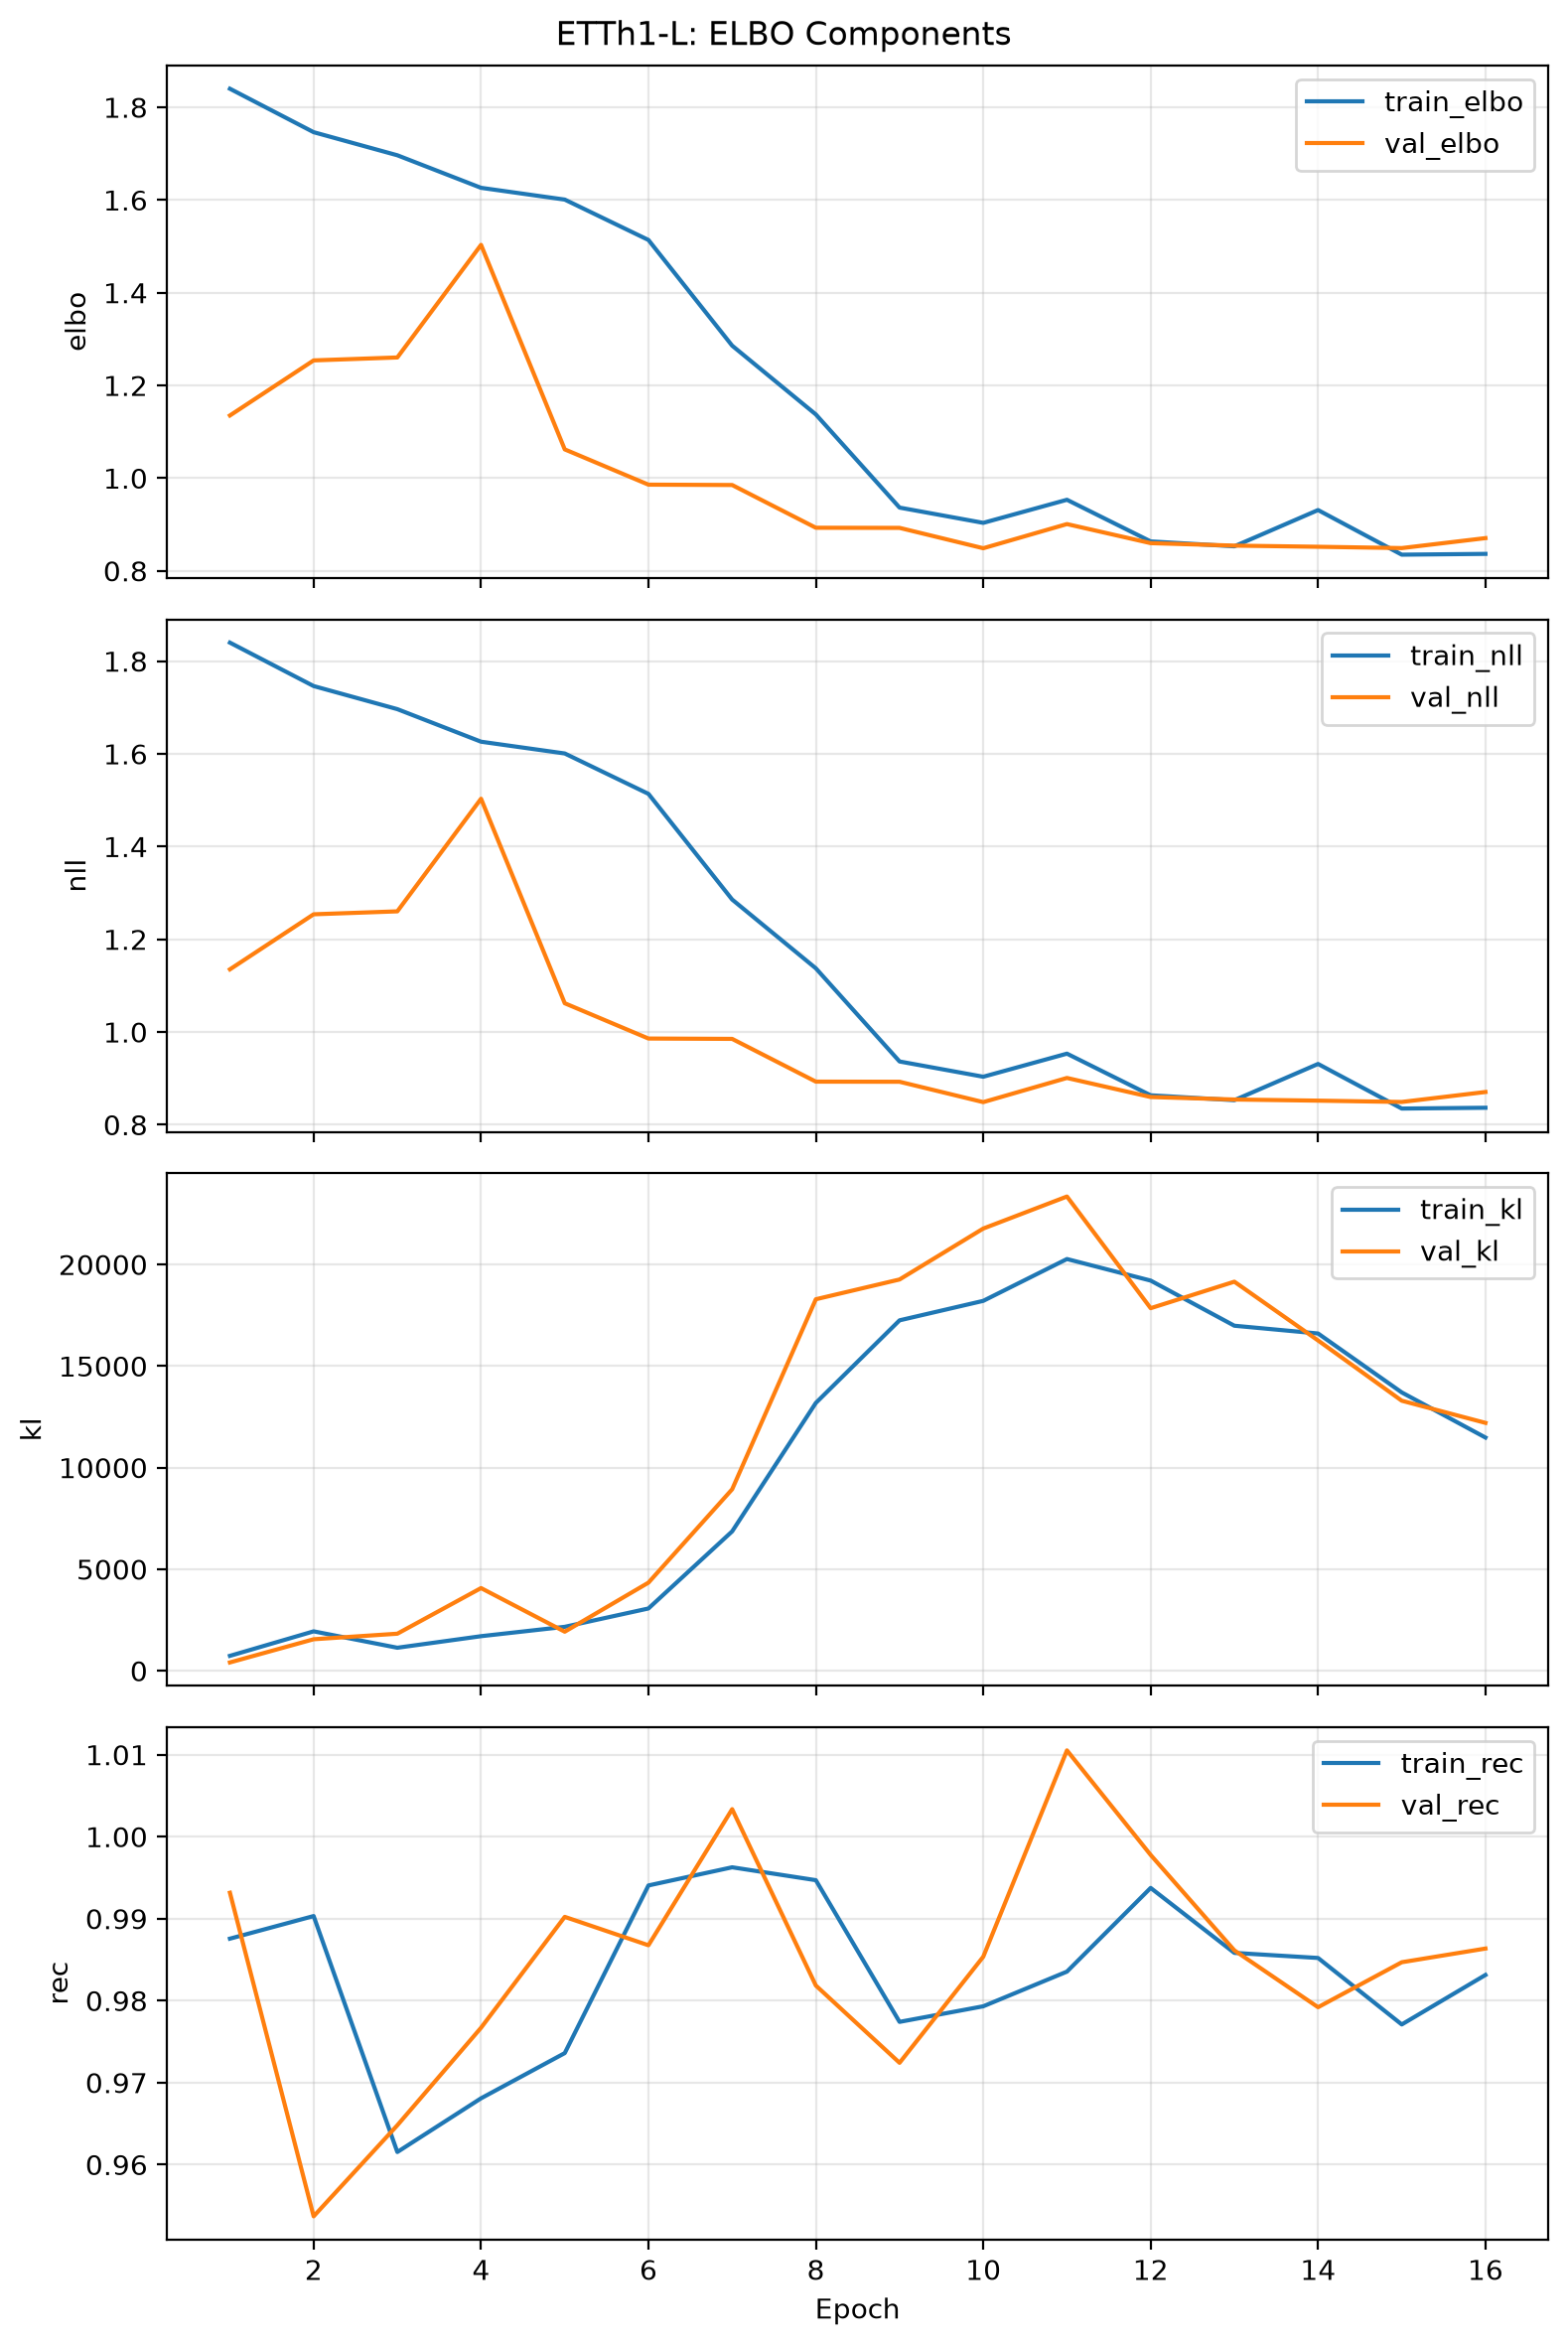 ETTh1-L: ELBO Components
elbo
1.8
1.6
1.4
1.2
1.0
0.8
train_elbo
val_elbo
nll
1.8
1.6
1.4
1.2
1.0
0.8
train_nll
val_nll
kl
20000
15000
10000
5000
0
train_kl
val_kl
rec
1.01
1.00
0.99
0.98
0.97
0.96
train_rec
val_rec
2 4 6 8 10 12 14 16
Epoch